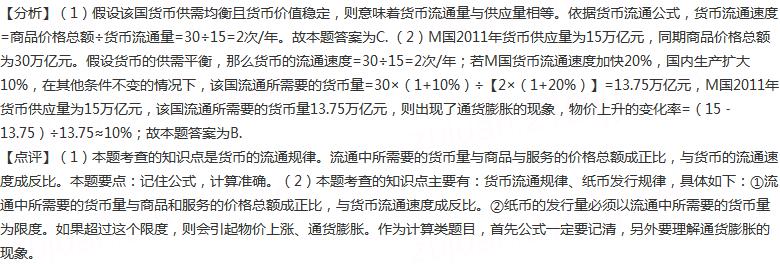 【分析】（1）假设该国货币供需均衡且货币价值稳定，则意味着货币流通量与供应量相等。依据货币流通公式，货币流通速度
=商品价格总额÷货币流通量=30÷15=2次/年。故本题答案为C.（2）M国2011年货币供应量为15万亿元，同期商品价格总额
为30万亿元。假设货币的供需平衡，那么货币的流通速度=30÷15=2次/年；若M国货币流通速度加快20%，国内生产扩大
10%，在其他条件不变的情况下，该国流通所需要的货币量=30×（1+10%）÷【2×（1+20%）】=13.75万亿元，M国2011年
货币供应量为15万亿元，该国流通所需要的货币量13.75万亿元，则出现了通货膨胀的现象，物价上升的变化率=（15﹣
13.75）÷13.75≈10%；故本题答案为B.
【点评】（1）本题考查的知识点是货币的流通规律。流通中所需要的货币量与商品与服务的价格总额成正比，与货币的流通速
度成反比。本题要点：记住公式，计算准确。（2）本题考查的知识点主要有：货币流通规律、纸币发行规律，具体如下：①流
通中所需要的货币量与商品和服务的价格总额成正比，与货币流通速度成反比。②纸币的发行量必须以流通中所需要的货币量
为限度。如果超过这个限度，则会引起物价上涨、通货膨胀。作为计算类题目，首先公式一定要记清，另外要理解通货膨胀的
现象。